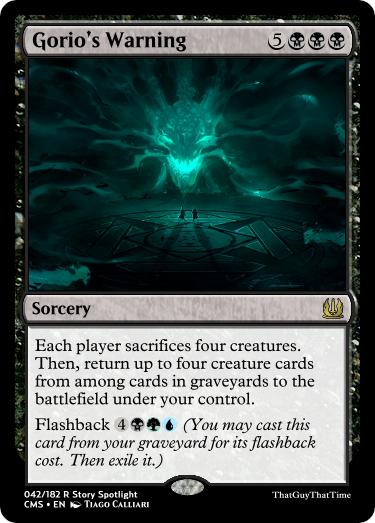 Gorio's Warning 5
Sorcery
Each player sacrifices four creatures.
Then, return up to four creature cards
from among cards in graveyards to the
battlefield under your control.
Flashback 4 (You may cast this
card from your graveyard for its flashback
cost. Then exile it.)
042/182 R Story Spotlight
CMS • EN Tiago Calliari
ThatGuyThatTime